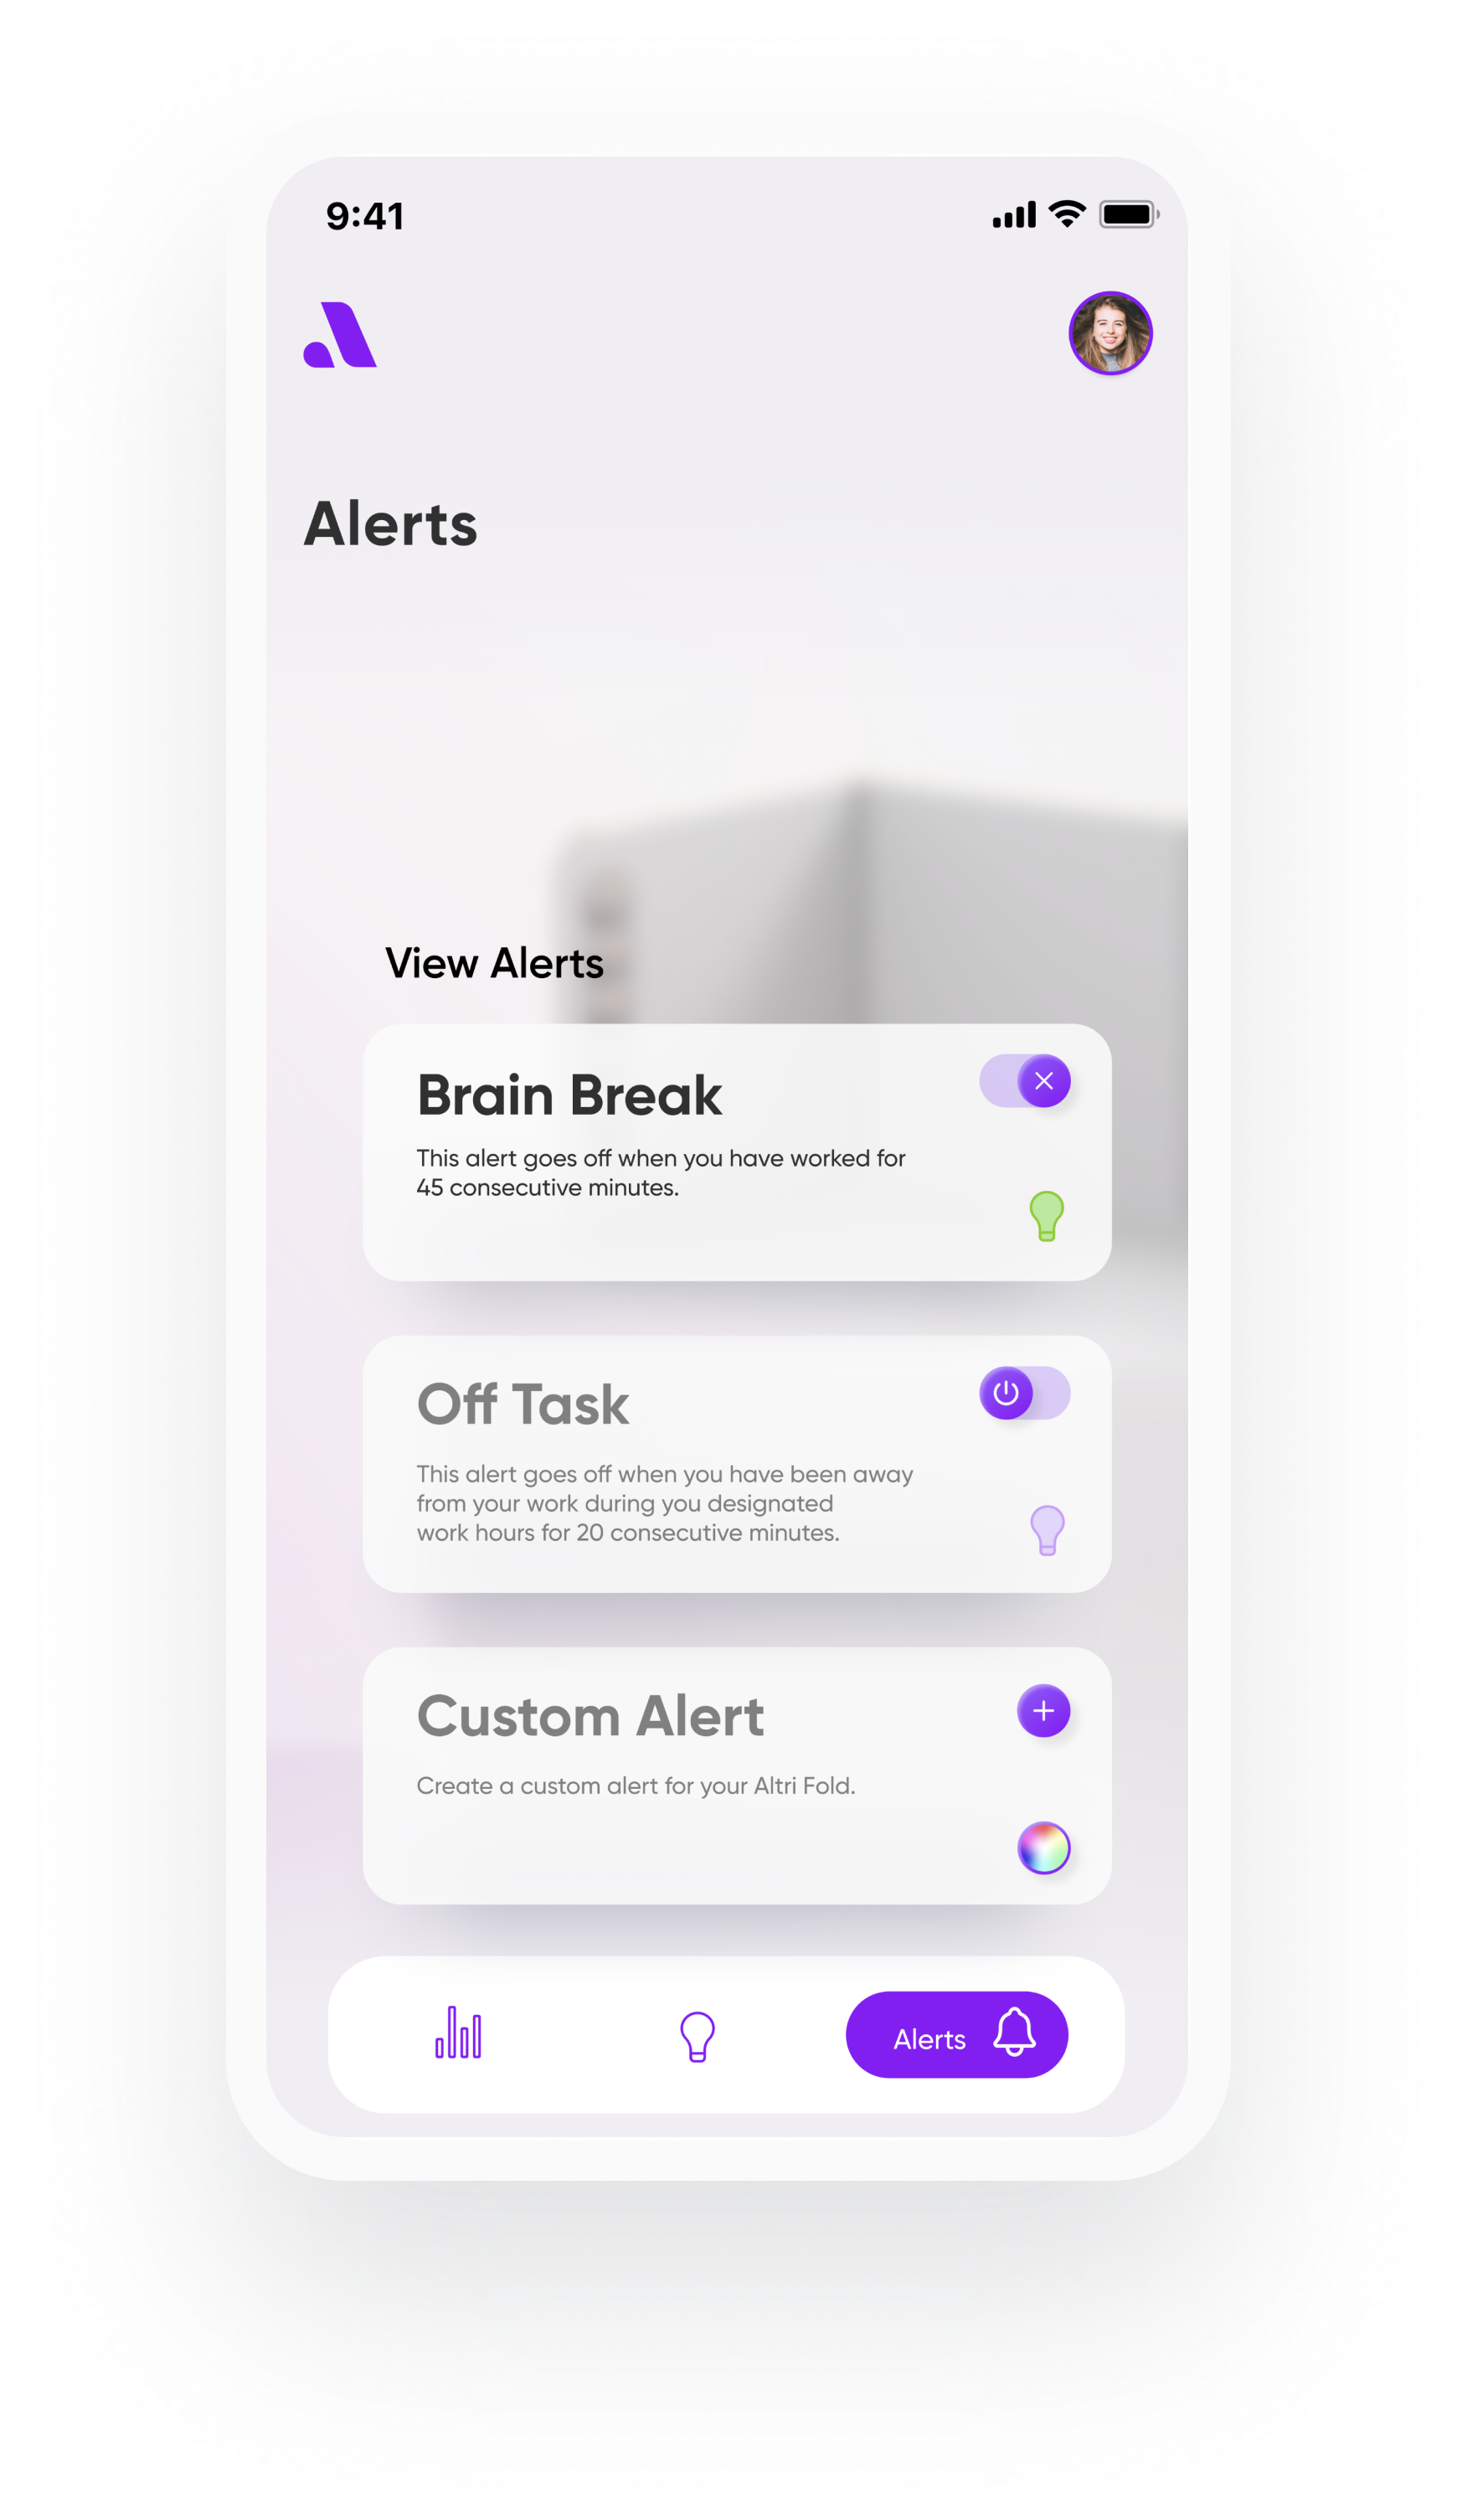 9:41
Alerts
View Alerts
Brain Break
This alert goes off when you have worked for
45 consecutive minutes.
Off Task
This alert goes off when you have been away
from your work during you designated
work hours for 20 consecutive minutes.
Custom Alert
Create a custom alert for your Altri Fold.
Alerts